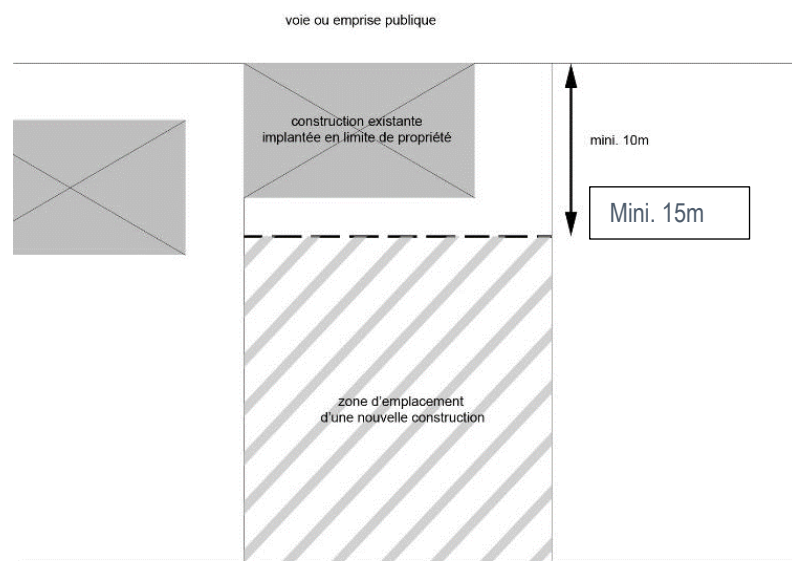 voie ou emprise publique
construction existante
implantée en limite de propriété
mini. 10m
Mini. 15m
zone d'emplacement
d'une nouvelle construction